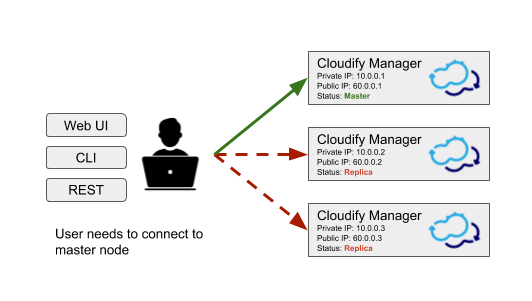 Web UI
CLI
REST
User needs to connect to
master node
Cloudify Manager
Private IP: 10.0.0.1
Public IP: 60.0.0.1
Status: Master
Cloudify Manager
Private IP: 10.0.0.2
Public IP: 60.0.0.2
Status: Replica
Cloudify Manager
Private IP: 10.0.0.3
Public IP: 60.0.0.3
Status: Replica